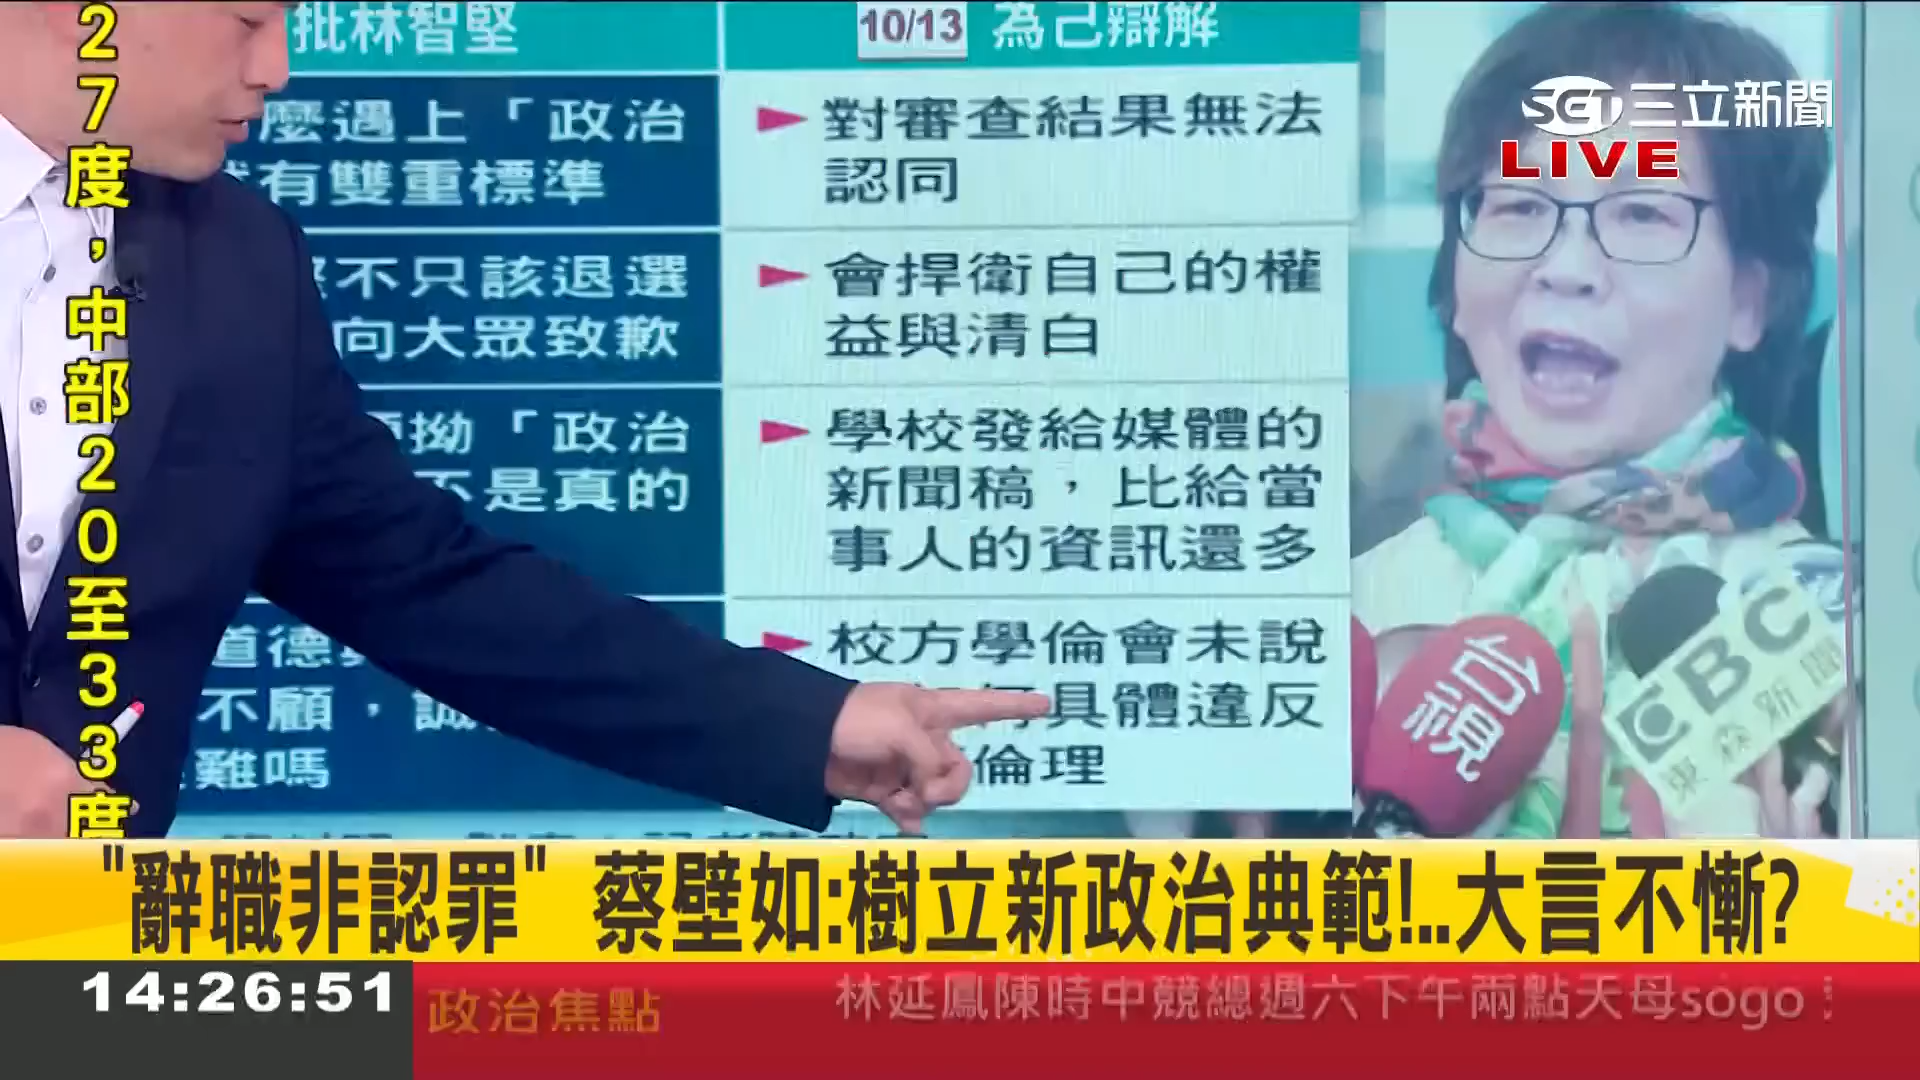 27度，中部20至33度
批林智堅
麼遇上「政治
有雙重標準
不只該退選
向大眾致歉
拗「政治
不是真的
道德
不顧，誠
難嗎
10/13 為己辯解
對審查結果無法
認同
會捍衛自己的權
益與清白
學校發給媒體的
新聞稿，比給當
事人的資訊還多
校方學倫會未說
具體違反
倫理
SET三立新聞
LIVE
台視
EBC
東森新聞
"辭職非認罪" 蔡壁如:樹立新政治典範!..大言不慚?
14:26:51
政治焦點
林延鳳陳時中競總週六下午兩點天母sogo